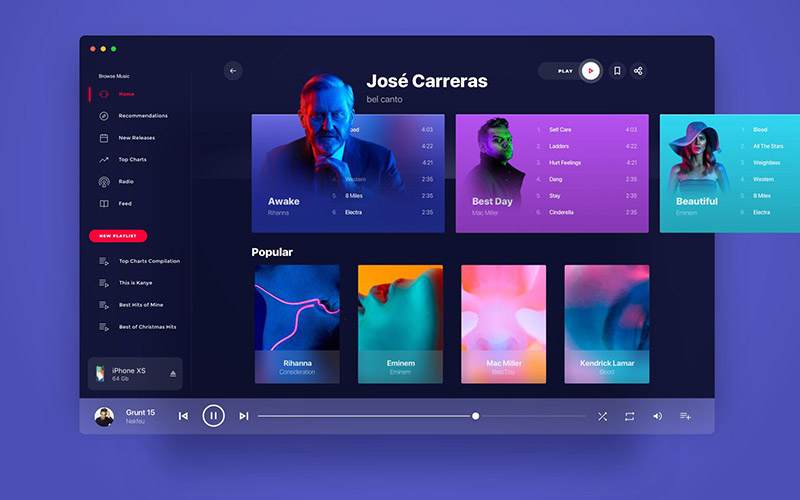 Browse Music
Home
Recommendations
New Releases
Top Charts
Radio
Feed
NEW PLAYLIST
Top Charts Compilation
This is Kanye
Best Hits of Mine
Best of Christmas Hits
iPhone XS
64 Gb
José Carreras
bel canto
PLAY
ood 4:03
4:22
4:21
4. Western 2:35
5. 8 Miles 2:35
6. Electra 2:35
Awake
Rihanna
1. Self Care 4:03
2. Ladders 4:22
3. Hurt Feelings 4:21
4. Dang 2:35
5. Stay 2:35
6. Cinderella 2:35
Best Day
Mac Miller
1. Blood
2. All The Stars
3. Weightless
4. Western
5. 8 Miles
6. Electra
Beautiful
Eminem
Popular
Rihanna
Consideration
Eminem
Eminem
Mac Miller
Best Day
Kendrick Lamar
Blood
Grunt 15
Nekfeu